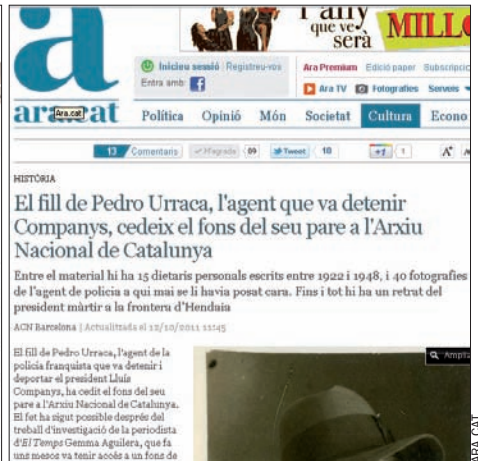 l'any
que ve
serà
MILLO
a
Inicieu sessió Registreu-vos
Entra amb: f
Ara Premium Edició paper Subscripcio
Ara TV Fotografies Serveis
ara.cat
Ara.cat
Política Opinió Món Societat Cultura Econo
13 Comentaris M'agrada 69 Tweet 10 +1 1 A+
HISTÒRIA
El fill de Pedro Urraca, l'agent que va detenir
Companys, cedeix el fons del seu pare a l'Arxiu
Nacional de Catalunya
Entre el material hi ha 15 dietaris personals escrits entre 1922 i 1948, i 40 fotografies
de l'agent de policia a qui mai se li havia posat cara. Fins i tot hi ha un retrat del
president màrtir a la frontera d'Hendaia
ACN Barcelona | Actualitzada el 12/10/2011 11:45
El fill de Pedro Urraca, l'agent de la
policia franquista que va detenir i
deportar el president Lluís
Companys, ha cedit el fons del seu
pare a l'Arxiu Nacional de Catalunya.
El fet ha sigut possible després del
treball d'investigació de la periodista
d'El Temps Gemma Aguilera, que fa
uns mesos va tenir accés a un fons de
Amplia
ARA.CAT